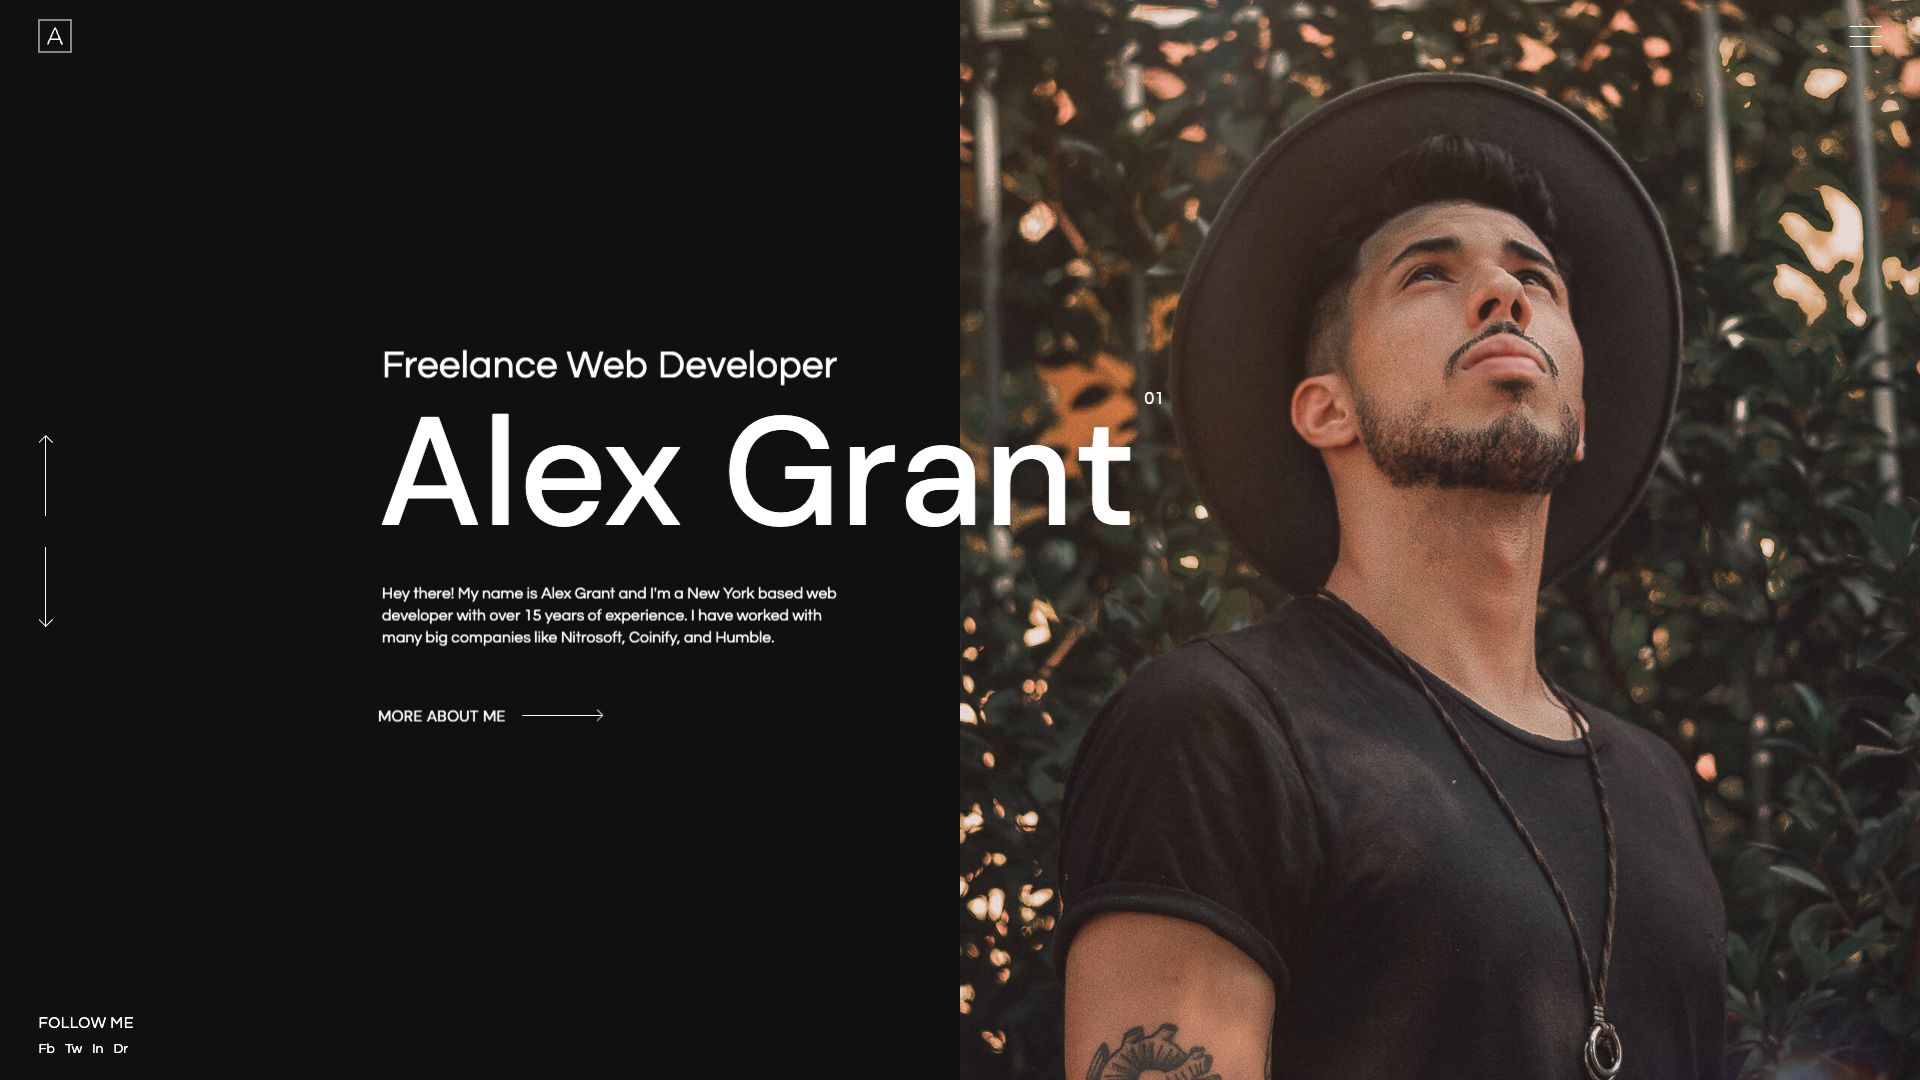 A
Freelance Web Developer
Alex Grant
01
Hey there! My name is Alex Grant and I'm a New York based web
developer with over 15 years of experience. I have worked with
many big companies like Nitrosoft, Coinify, and Humble.
MORE ABOUT ME
FOLLOW ME
Fb Tw In Dr